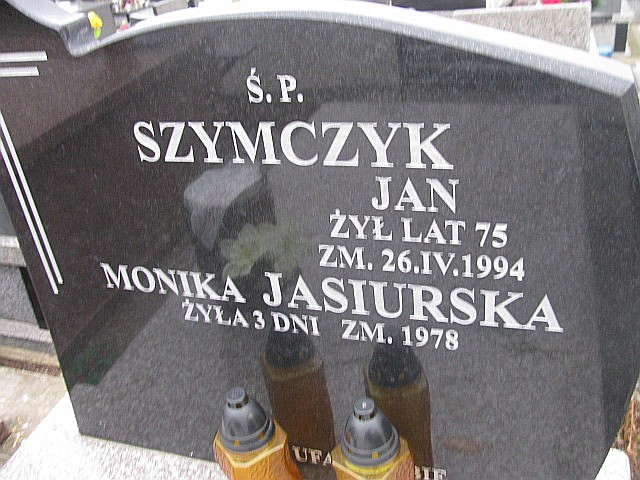 Ś.P.
SZYMCZYK
JAN
ŻYŁ LAT 75
ZM. 26.IV.1994
MONIKA JASIURSKA
ŻYŁA 3 DNI ZM. 1978